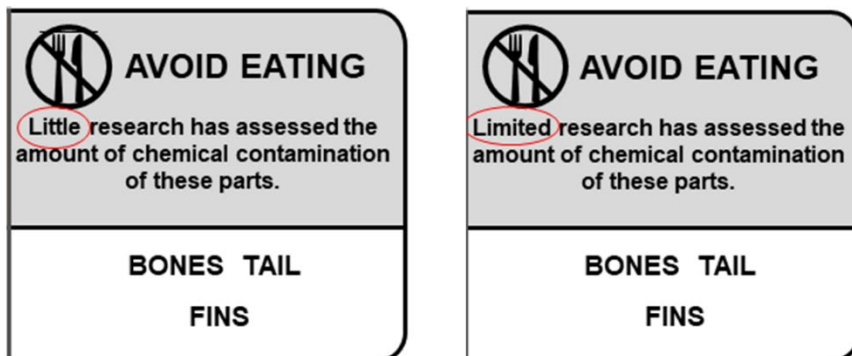 AVOID EATING
Little research has assessed the
amount of chemical contamination
of these parts.
BONES TAIL
FINS
AVOID EATING
Limited research has assessed the
amount of chemical contamination
of these parts.
BONES TAIL
FINS